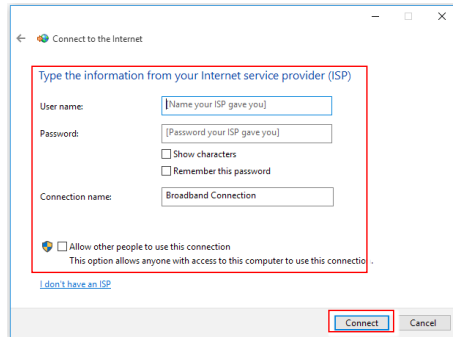 Connect to the Internet
Type the information from your Internet service provider (ISP)
User name:
[Name your ISP gave you]
Password:
[Password your ISP gave you]
Show characters
Remember this password
Connection name:
Broadband Connection
Allow other people to use this connection
This option allows anyone with access to this computer to use this connection.
I don't have an ISP
Connect
Cancel